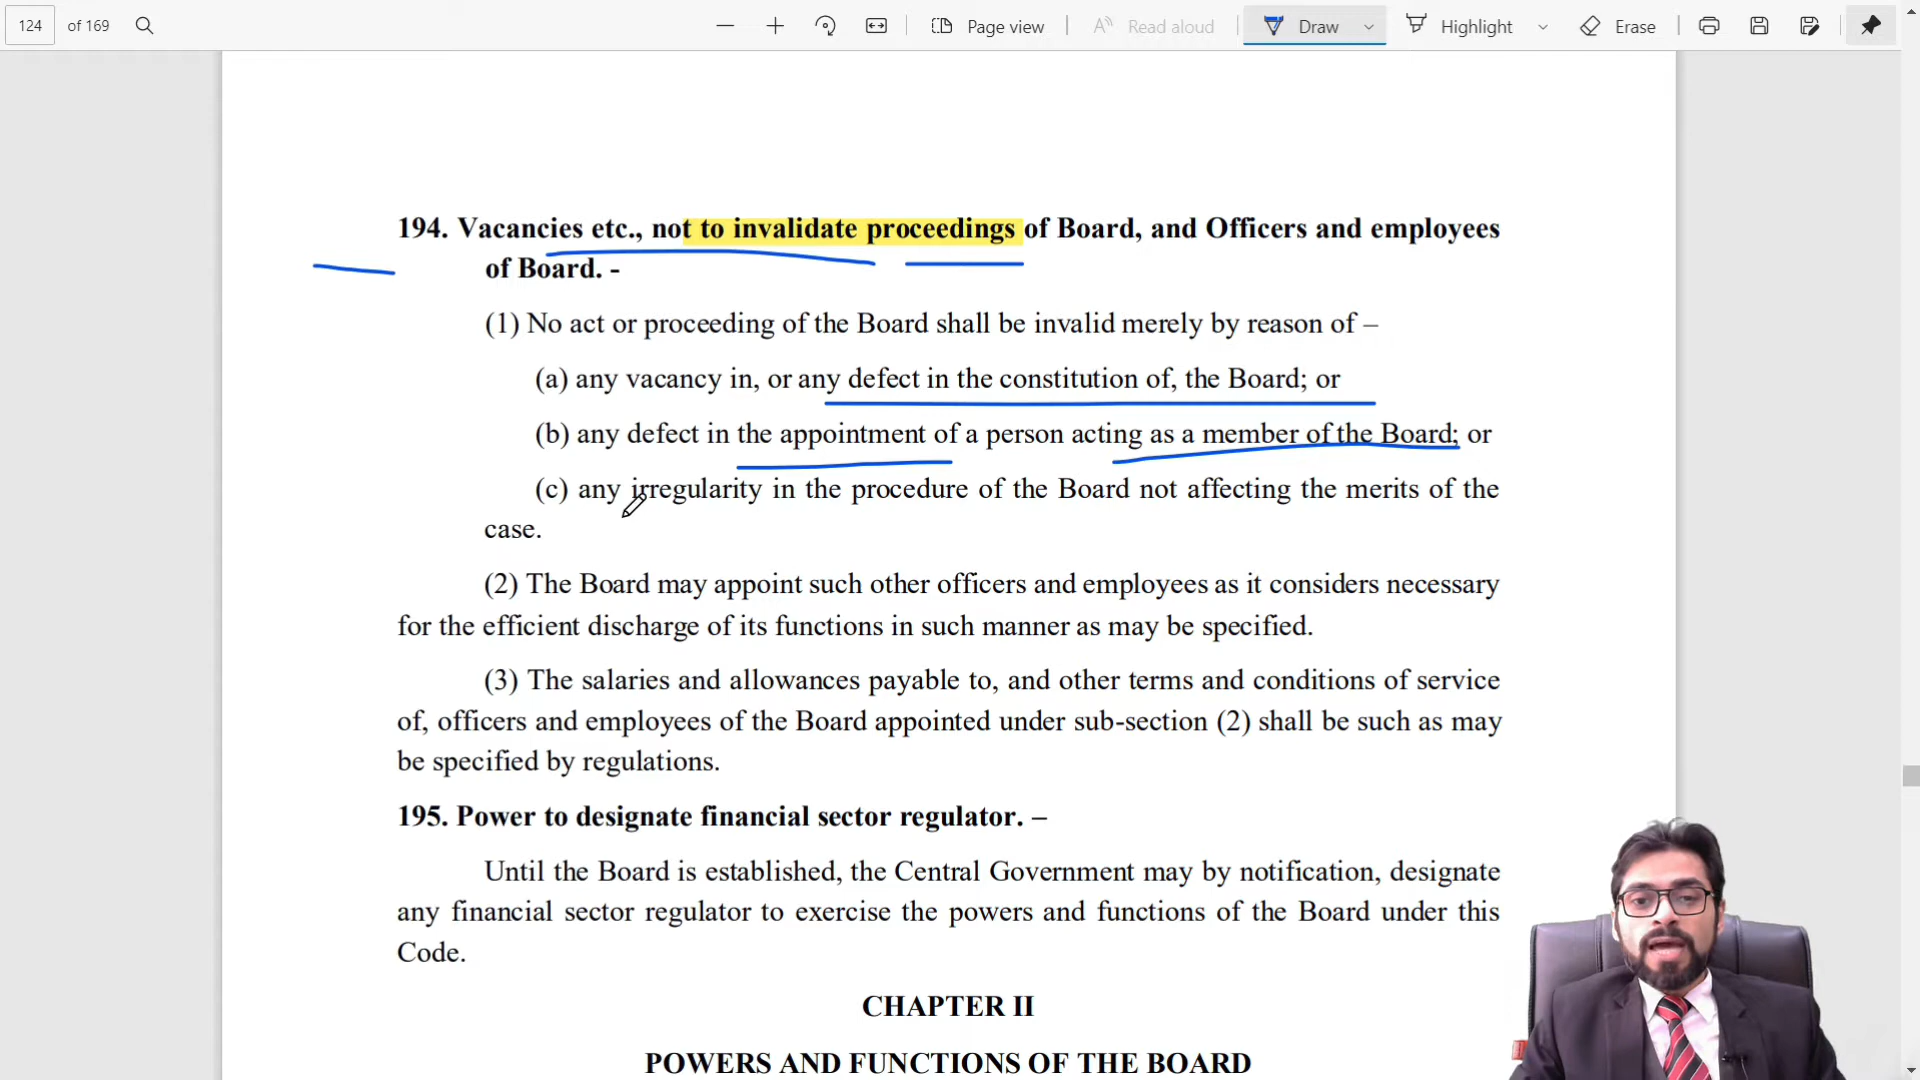 124 of 169 Page view Read aloud Draw Highlight Erase
194. Vacancies etc., not to invalidate proceedings of Board, and Officers and employees
of Board. -
(1) No act or proceeding of the Board shall be invalid merely by reason of –
(a) any vacancy in, or any defect in the constitution of, the Board; or
(b) any defect in the appointment of a person acting as a member of the Board; or
(c) any irregularity in the procedure of the Board not affecting the merits of the
case.
(2) The Board may appoint such other officers and employees as it considers necessary
for the efficient discharge of its functions in such manner as may be specified.
(3) The salaries and allowances payable to, and other terms and conditions of service
of, officers and employees of the Board appointed under sub-section (2) shall be such as may
be specified by regulations.
195. Power to designate financial sector regulator. –
Until the Board is established, the Central Government may by notification, designate
any financial sector regulator to exercise the powers and functions of the Board under this
Code.
CHAPTER II
POWERS AND FUNCTIONS OF THE BOARD